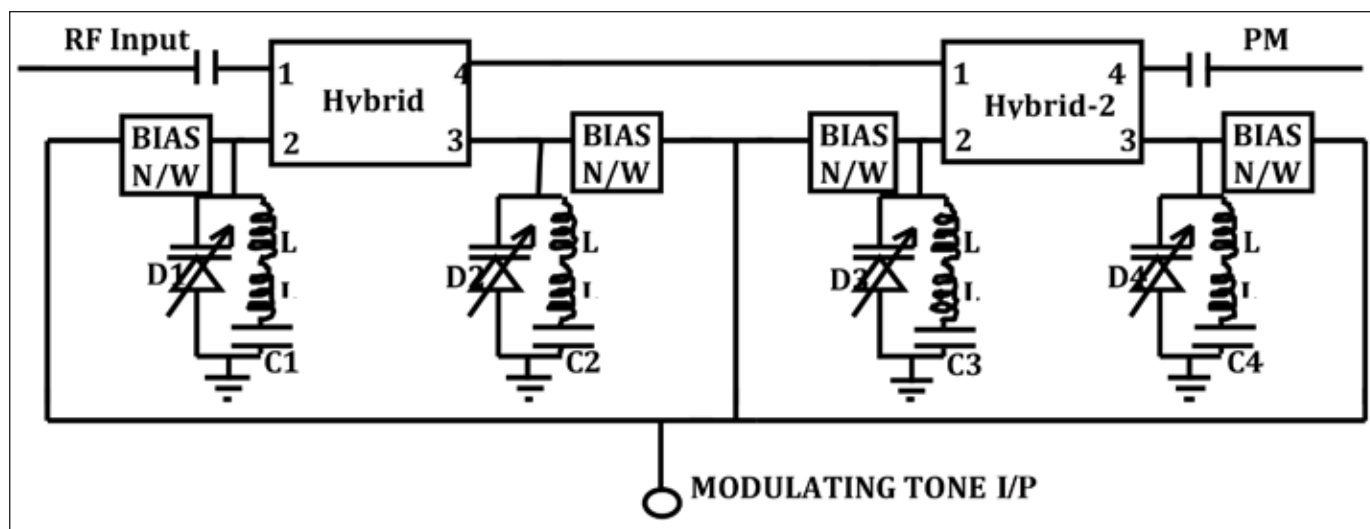 RF Input
PM
1
4
1
4
Hybrid
Hybrid-2
BIAS
N/W
2
3
BIAS
N/W
BIAS
N/W
2
3
BIAS
N/W
L
L
L
L
D1
L
D2
L
D3
L
D4
L
C1
C2
C3
C4
MODULATING TONE I/P